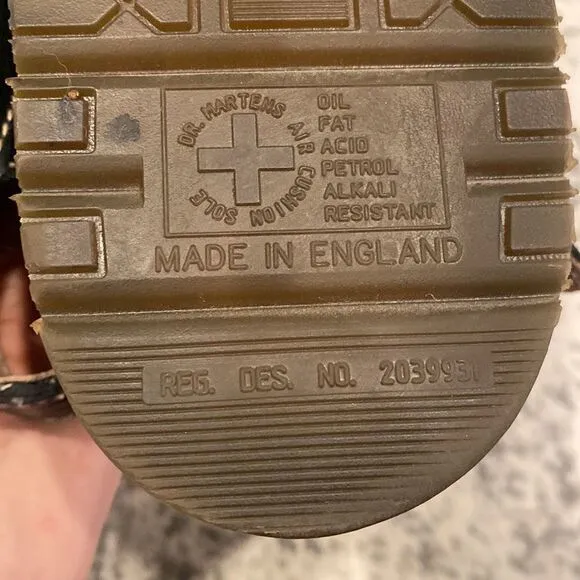 DR. MARTENS AIR CUSHION SOLE
OIL
FAT
ACID
PETROL
ALKALI
RESISTANT
MADE IN ENGLAND
REG. DES. NO. 2039931